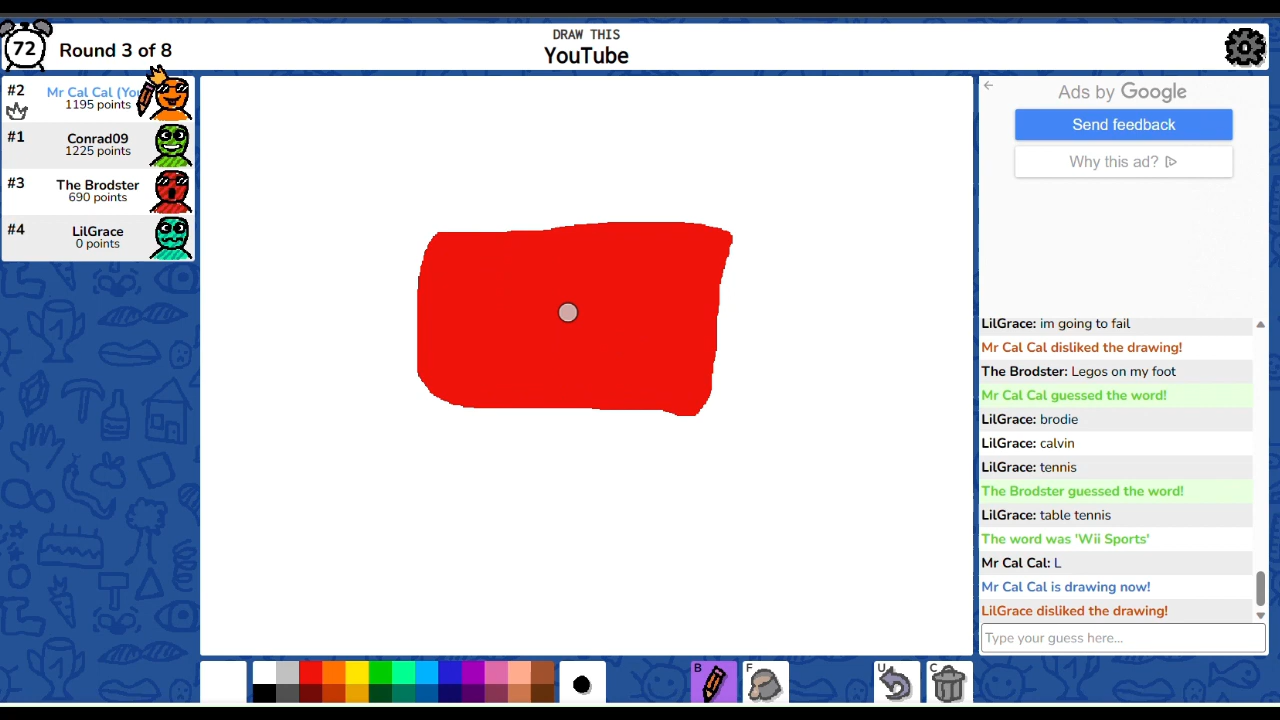 72
Round 3 of 8
DRAW THIS
YouTube
#2
Mr Cal Cal (You
1195 points
#1
Conrad09
1225 points
#3
The Brodster
690 points
#4
LilGrace
0 points
Ads by Google
Send feedback
Why this ad?
LilGrace: im going to fail
Mr Cal Cal disliked the drawing!
The Brodster: Legos on my foot
Mr Cal Cal guessed the word!
LilGrace: brodie
LilGrace: calvin
LilGrace: tennis
The Brodster guessed the word!
LilGrace: table tennis
The word was 'Wii Sports'
Mr Cal Cal: L
Mr Cal Cal is drawing now!
LilGrace disliked the drawing!
Type your guess here...
B
F
U
C